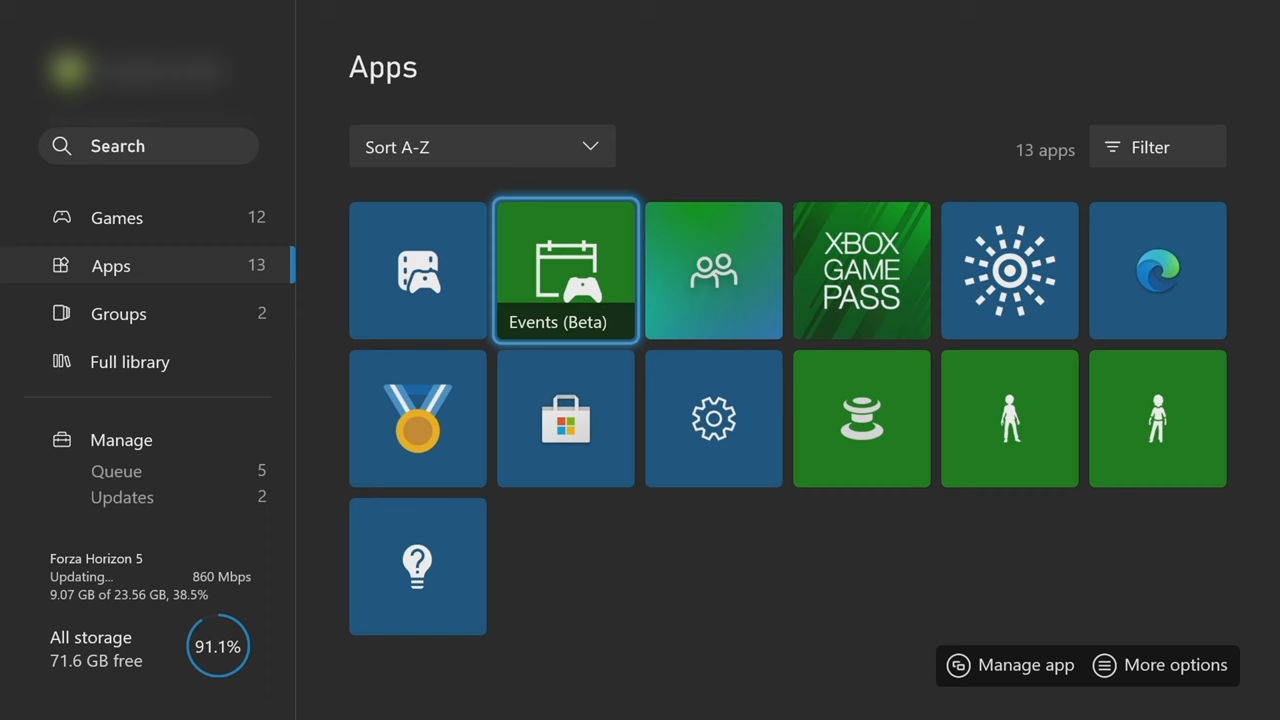 Search
Games 12
Apps 13
Groups 2
Full library
Manage
Queue 5
Updates 2
Forza Horizon 5
Updating... 860 Mbps
9.07 GB of 23.56 GB, 38.5%
All storage
71.6 GB free
91.1%
Apps
Sort A-Z
13 apps
Filter
Events (Beta)
XBOX
GAME
PASS
Manage app
More options